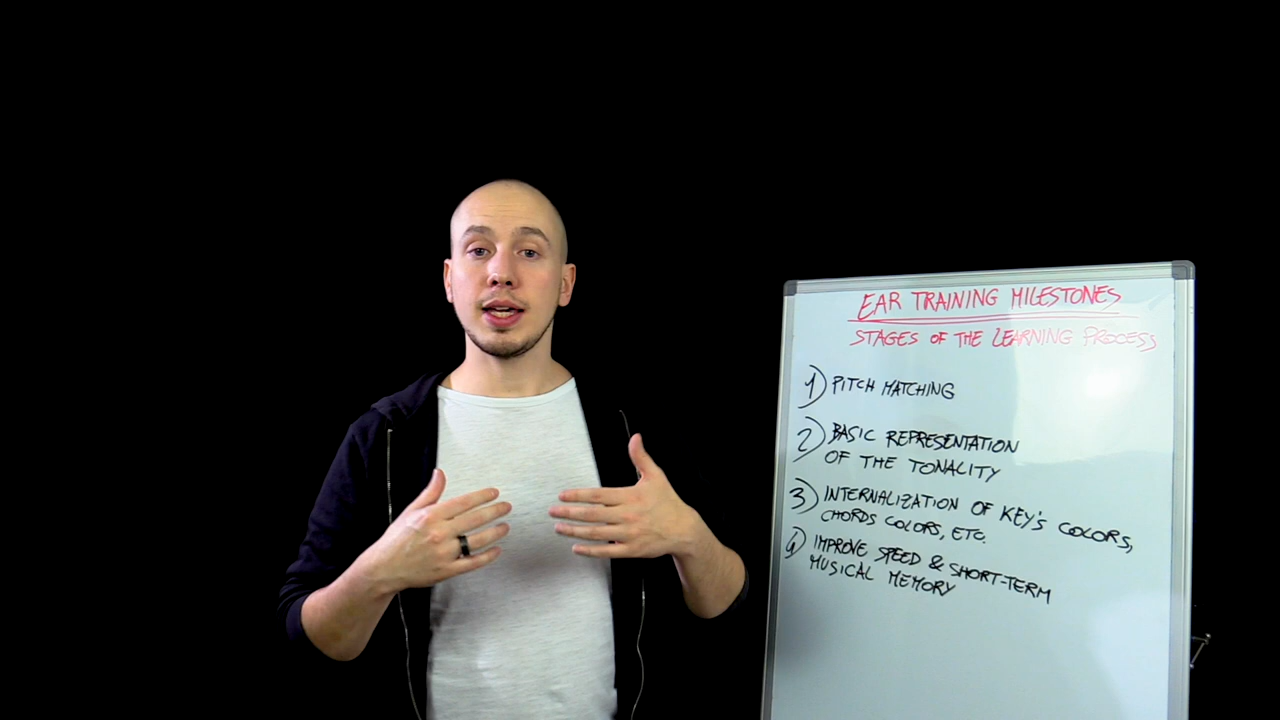 EAR TRAINING MILESTONES
STAGES OF THE LEARNING PROCESS
1) PITCH MATCHING
2) BASIC REPRESENTATION
OF THE TONALITY
3) INTERNALIZATION OF KEY'S COLORS,
CHORDS COLORS, ETC.
4) IMPROVE SPEED & SHORT-TERM
MUSICAL MEMORY